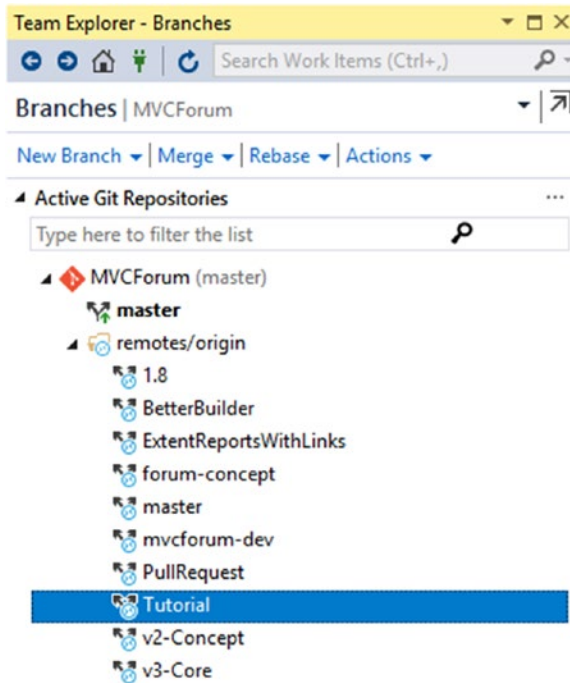 Team Explorer - Branches
Search Work Items (Ctrl+,)
Branches | MVCForum
New Branch | Merge | Rebase | Actions
Active Git Repositories
Type here to filter the list
MVCForum (master)
master
remotes/origin
1.8
BetterBuilder
ExtentReportsWithLinks
forum-concept
master
mvcforum-dev
PullRequest
Tutorial
v2-Concept
v3-Core